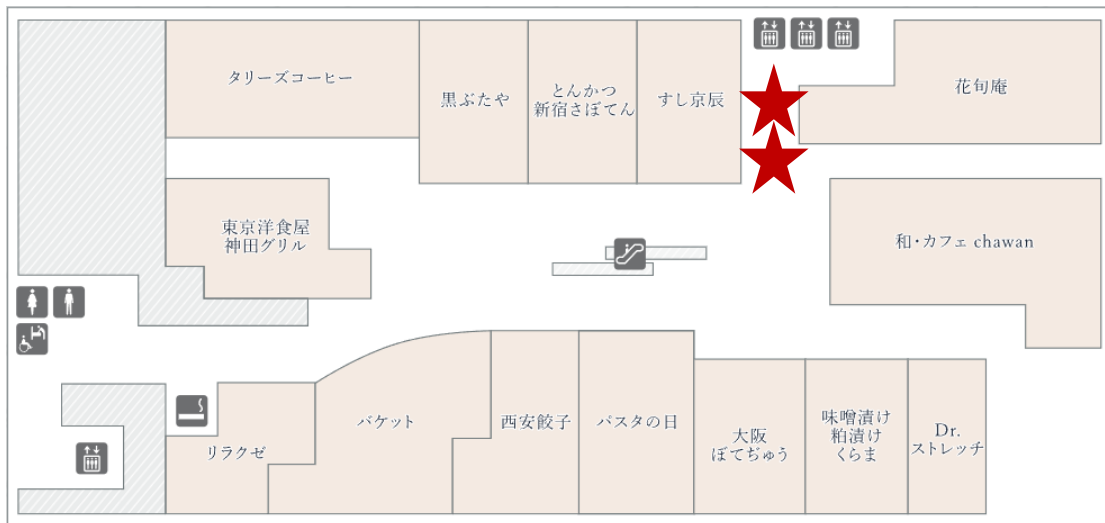 タリーズコーヒー
黒ぶたや
とんかつ
新宿さぼてん
すし京辰
花旬庵
東京洋食屋
神田グリル
和・カフェ chawan
リラクゼ
バケット
西安餃子
パスタの日
大阪
ぼてぢゅう
味噌漬け
粕漬け
くらま
Dr.
ストレッチ